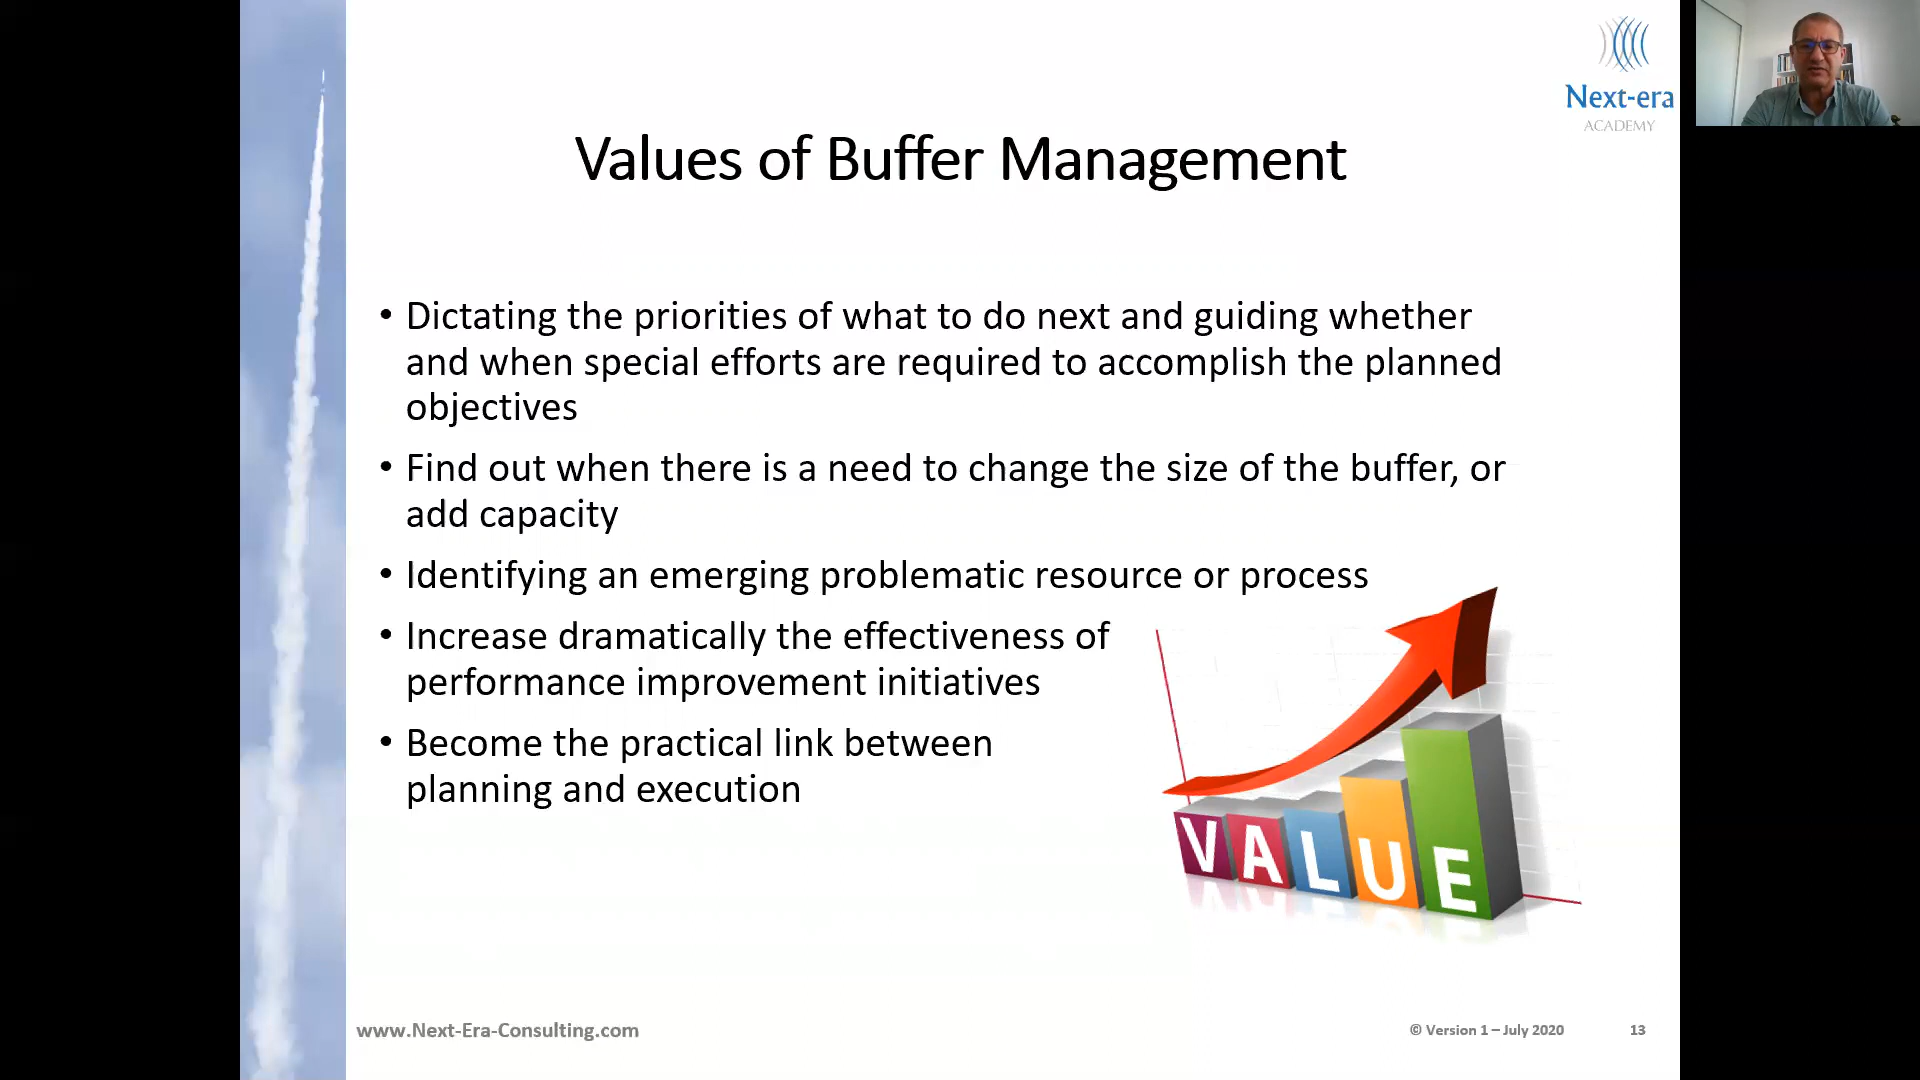 Next-era
ACADEMY
Values of Buffer Management
• Dictating the priorities of what to do next and guiding whether
and when special efforts are required to accomplish the planned
objectives
• Find out when there is a need to change the size of the buffer, or
add capacity
• Identifying an emerging problematic resource or process
• Increase dramatically the effectiveness of
performance improvement initiatives
• Become the practical link between
planning and execution
VALUE
www.Next-Era-Consulting.com
© Version 1 – July 2020
13